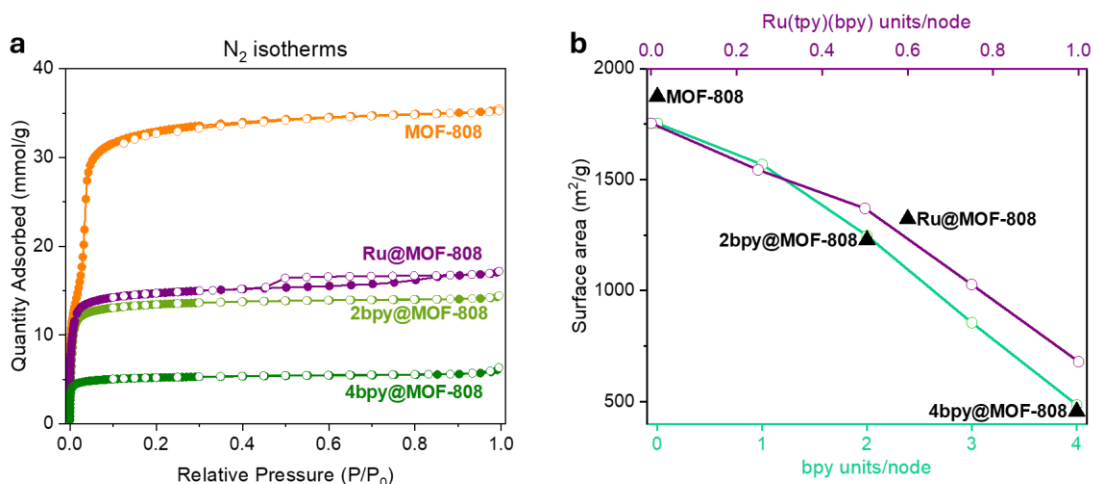 a
N₂ isotherms
40
30
20
10
0
Quantity Adsorbed (mmol/g)
MOF-808
Ru@MOF-808
2bpy@MOF-808
4bpy@MOF-808
0.0 0.2 0.4 0.6 0.8 1.0
Relative Pressure (P/P₀)
b
Ru(tpy)(bpy) units/node
0.0 0.2 0.4 0.6 0.8 1.0
2000
1500
1000
500
Surface area (m²/g)
MOF-808
Ru@MOF-808
2bpy@MOF-808
4bpy@MOF-808
0 1 2 3 4
bpy units/node